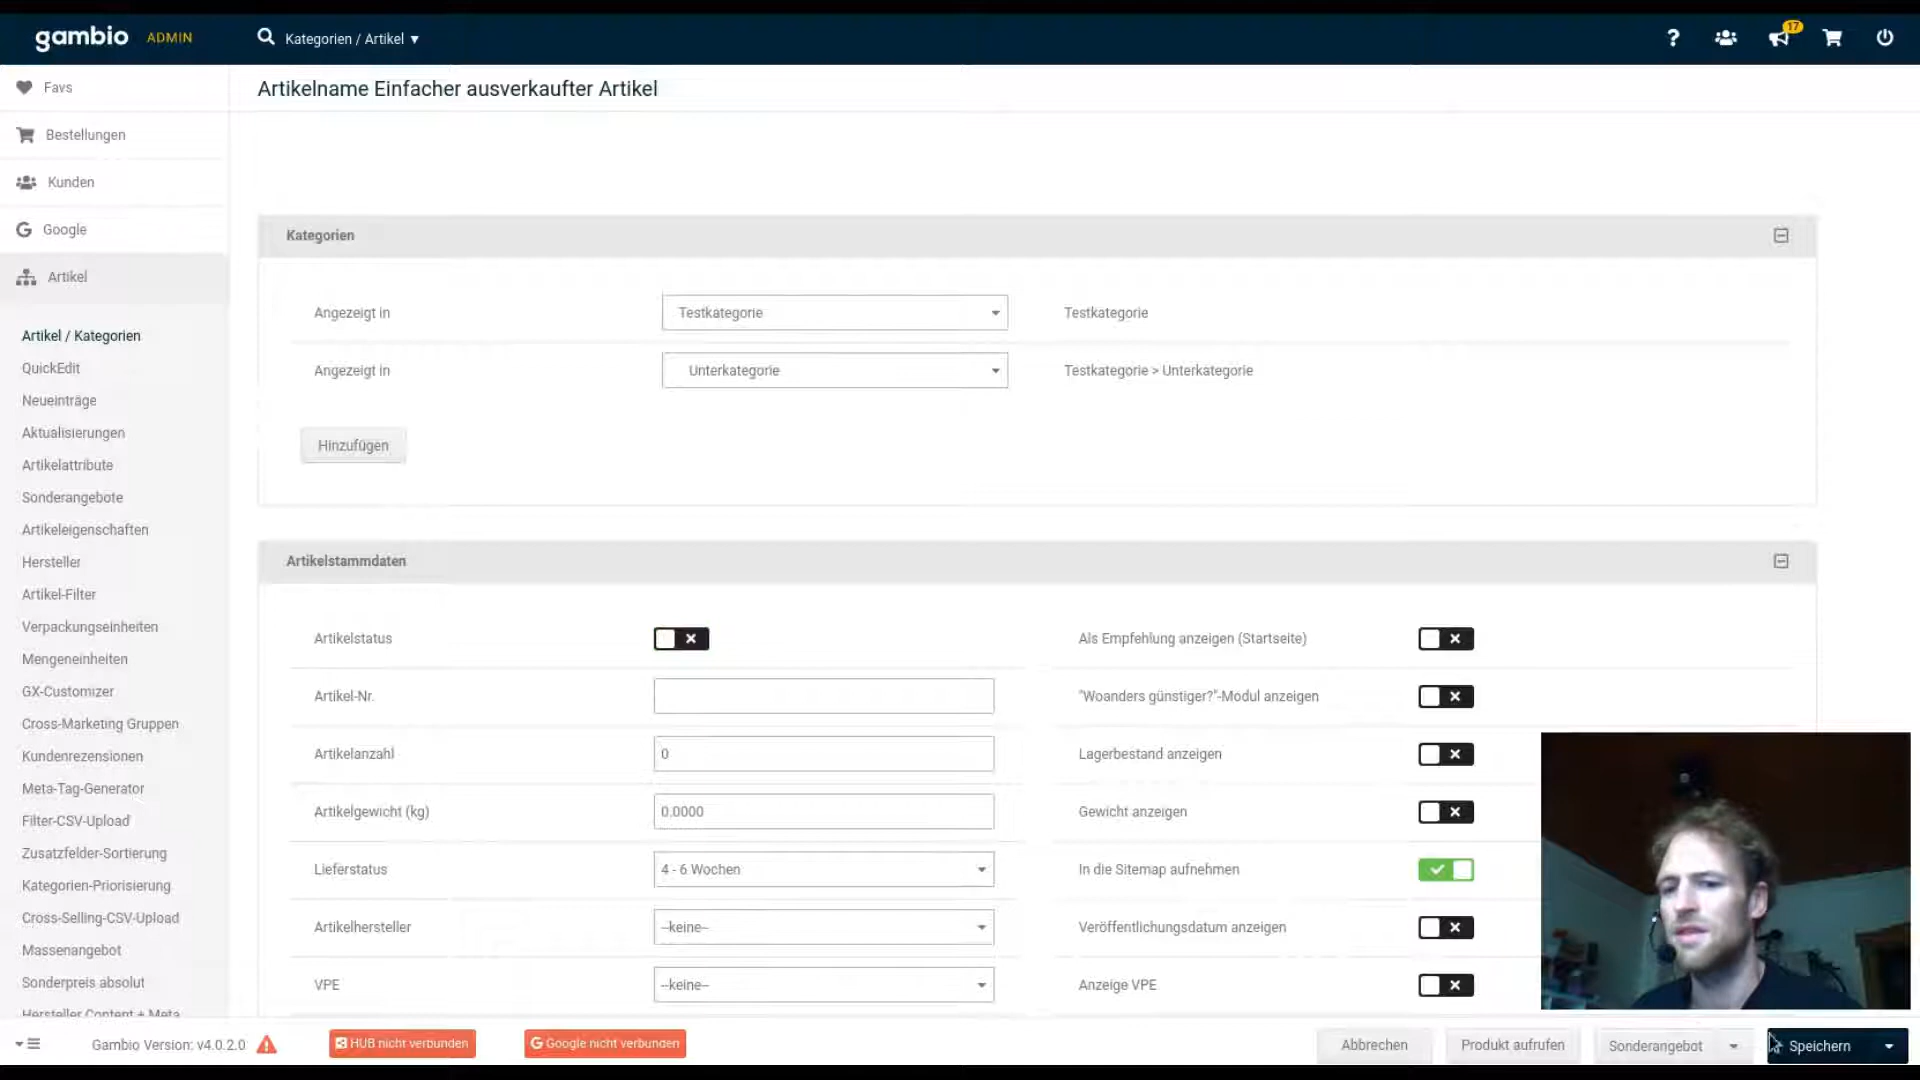 gambio ADMIN
Kategorien / Artikel ▾
?
17
Favs
Artikelname Einfacher ausverkaufter Artikel
Bestellungen
Kunden
Google
Artikel
Artikel / Kategorien
QuickEdit
Neueinträge
Aktualisierungen
Artikelattribute
Sonderangebote
Artikeleigenschaften
Hersteller
Artikel-Filter
Verpackungseinheiten
Mengeneinheiten
GX-Customizer
Cross-Marketing Gruppen
Kundenrezensionen
Meta-Tag-Generator
Filter-CSV-Upload
Zusatzfelder-Sortierung
Kategorien-Priorisierung
Cross-Selling-CSV-Upload
Massenangebot
Sonderpreis absolut
Hersteller Content + Meta
Kategorien
Angezeigt in Testkategorie Testkategorie
Angezeigt in Unterkategorie Testkategorie > Unterkategorie
Hinzufügen
Artikelstammdaten
Artikelstatus
Als Empfehlung anzeigen (Startseite)
Artikel-Nr.
"Woanders günstiger?"-Modul anzeigen
Artikelanzahl 0
Lagerbestand anzeigen
Artikelgewicht (kg) 0.0000
Gewicht anzeigen
Lieferstatus 4 - 6 Wochen
In die Sitemap aufnehmen
Artikelhersteller --keine--
Veröffentlichungsdatum anzeigen
VPE --keine--
Anzeige VPE
Gambio Version: v4.0.2.0
HUB nicht verbunden
Google nicht verbunden
Abbrechen
Produkt aufrufen
Sonderangebot
Speichern